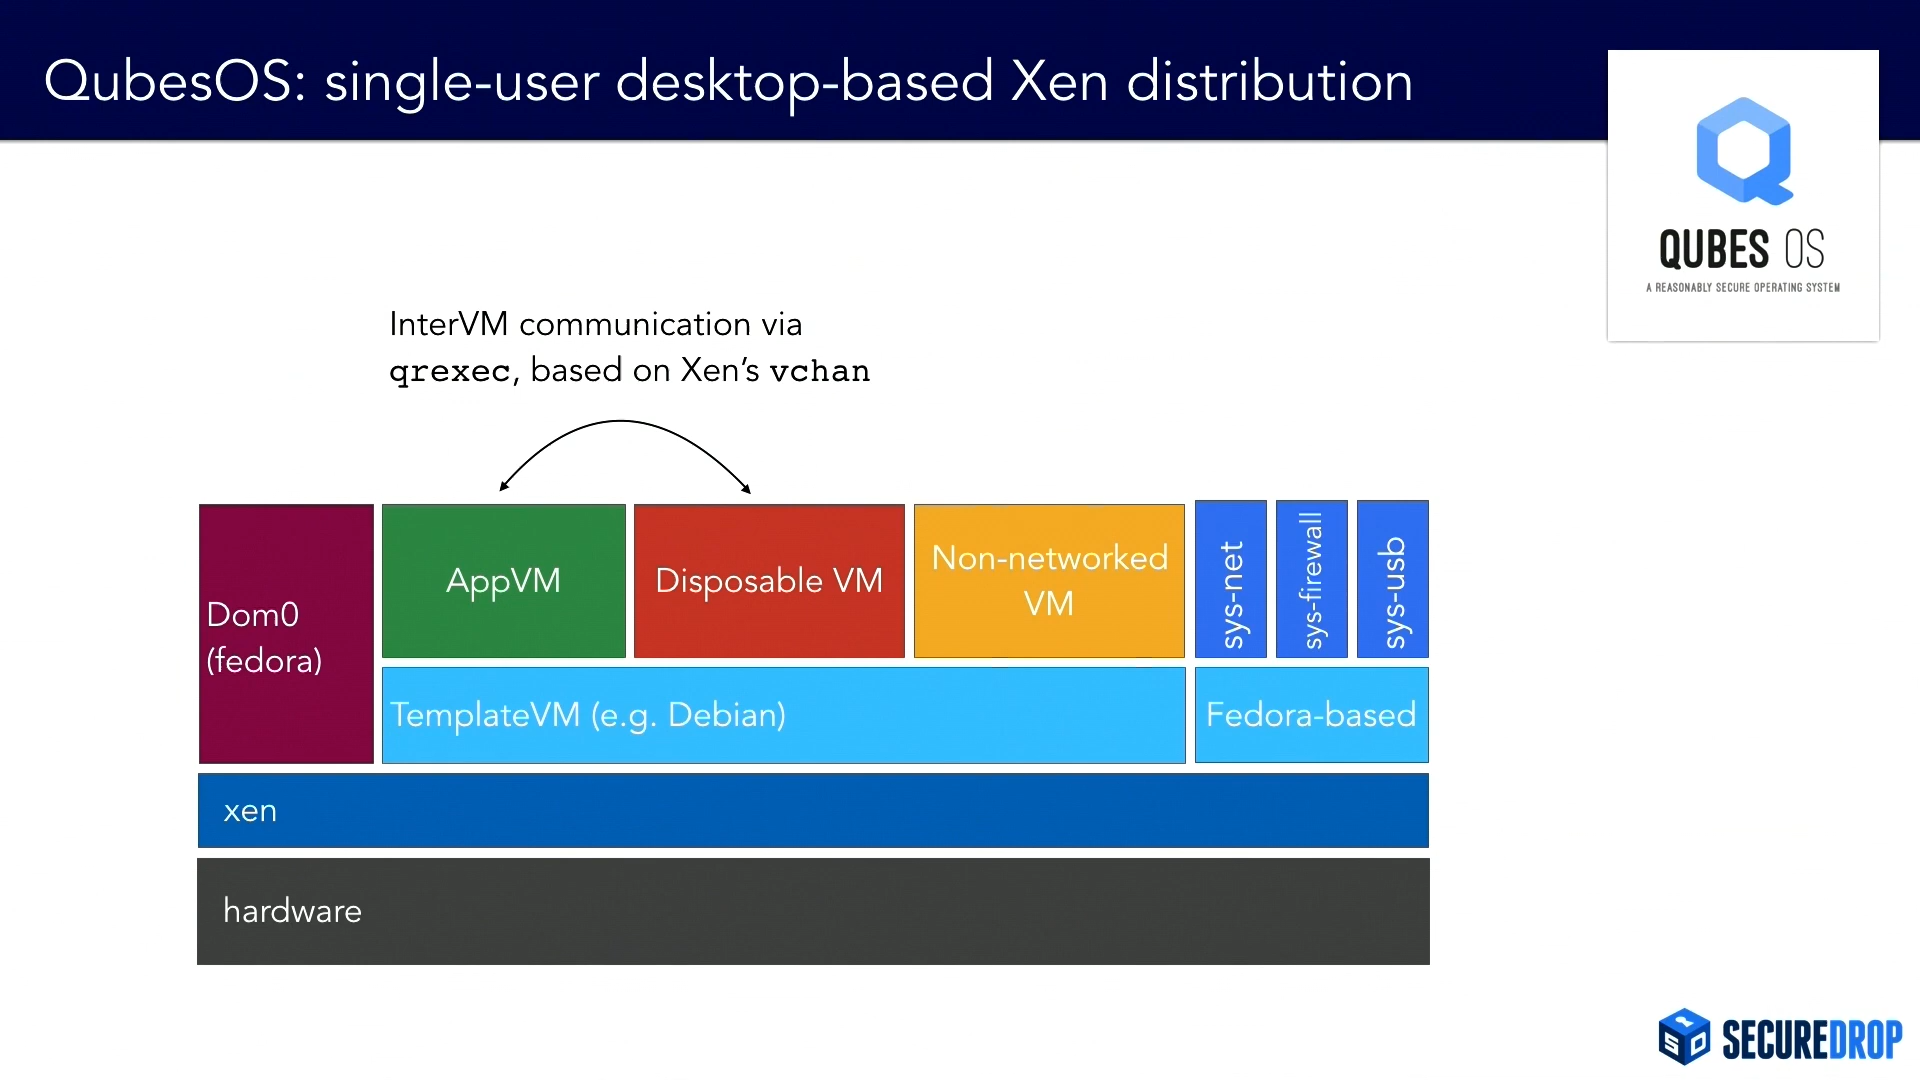 QubesOS: single-user desktop-based Xen distribution
QUBES OS
A REASONABLY SECURE OPERATING SYSTEM
InterVM communication via
qrexec, based on Xen’s vchan
Dom0
(fedora)
AppVM
Disposable VM
Non-networked
VM
sys-net
sys-firewall
sys-usb
TemplateVM (e.g. Debian)
Fedora-based
xen
hardware
SECUREDROP